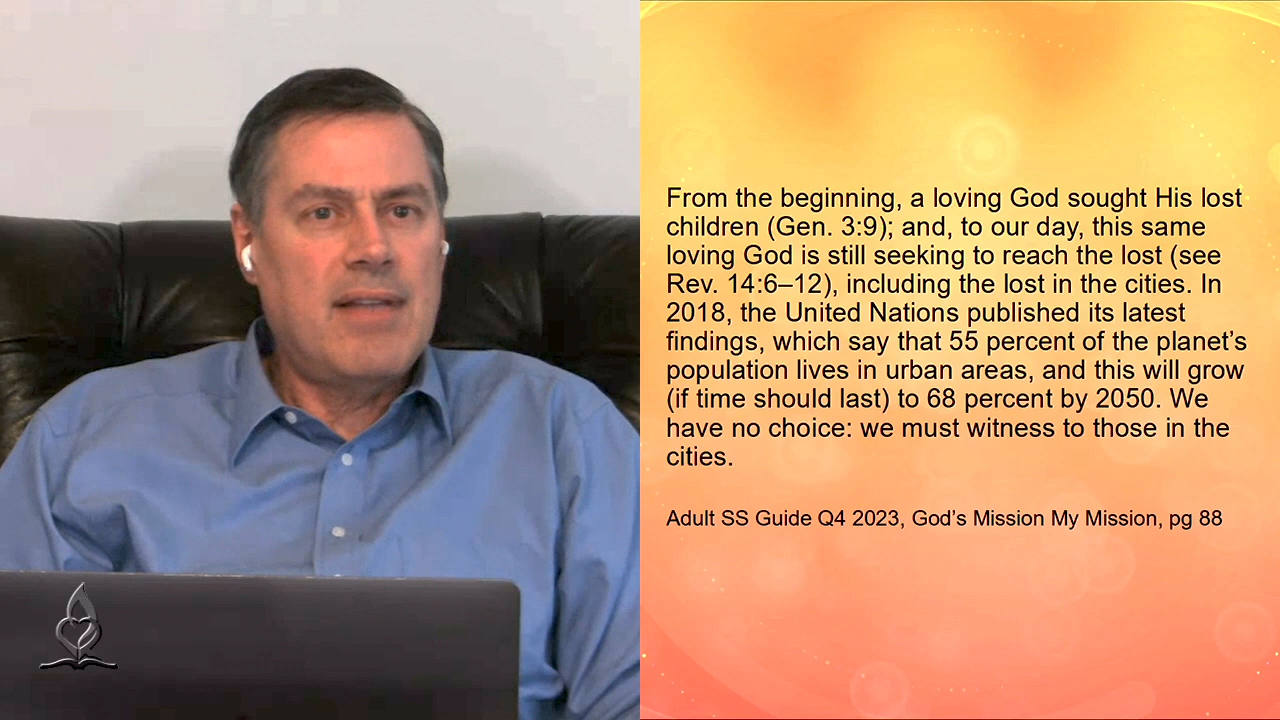 From the beginning, a loving God sought His lost
children (Gen. 3:9); and, to our day, this same
loving God is still seeking to reach the lost (see
Rev. 14:6–12), including the lost in the cities. In
2018, the United Nations published its latest
findings, which say that 55 percent of the planet’s
population lives in urban areas, and this will grow
(if time should last) to 68 percent by 2050. We
have no choice: we must witness to those in the
cities.
Adult SS Guide Q4 2023, God’s Mission My Mission, pg 88